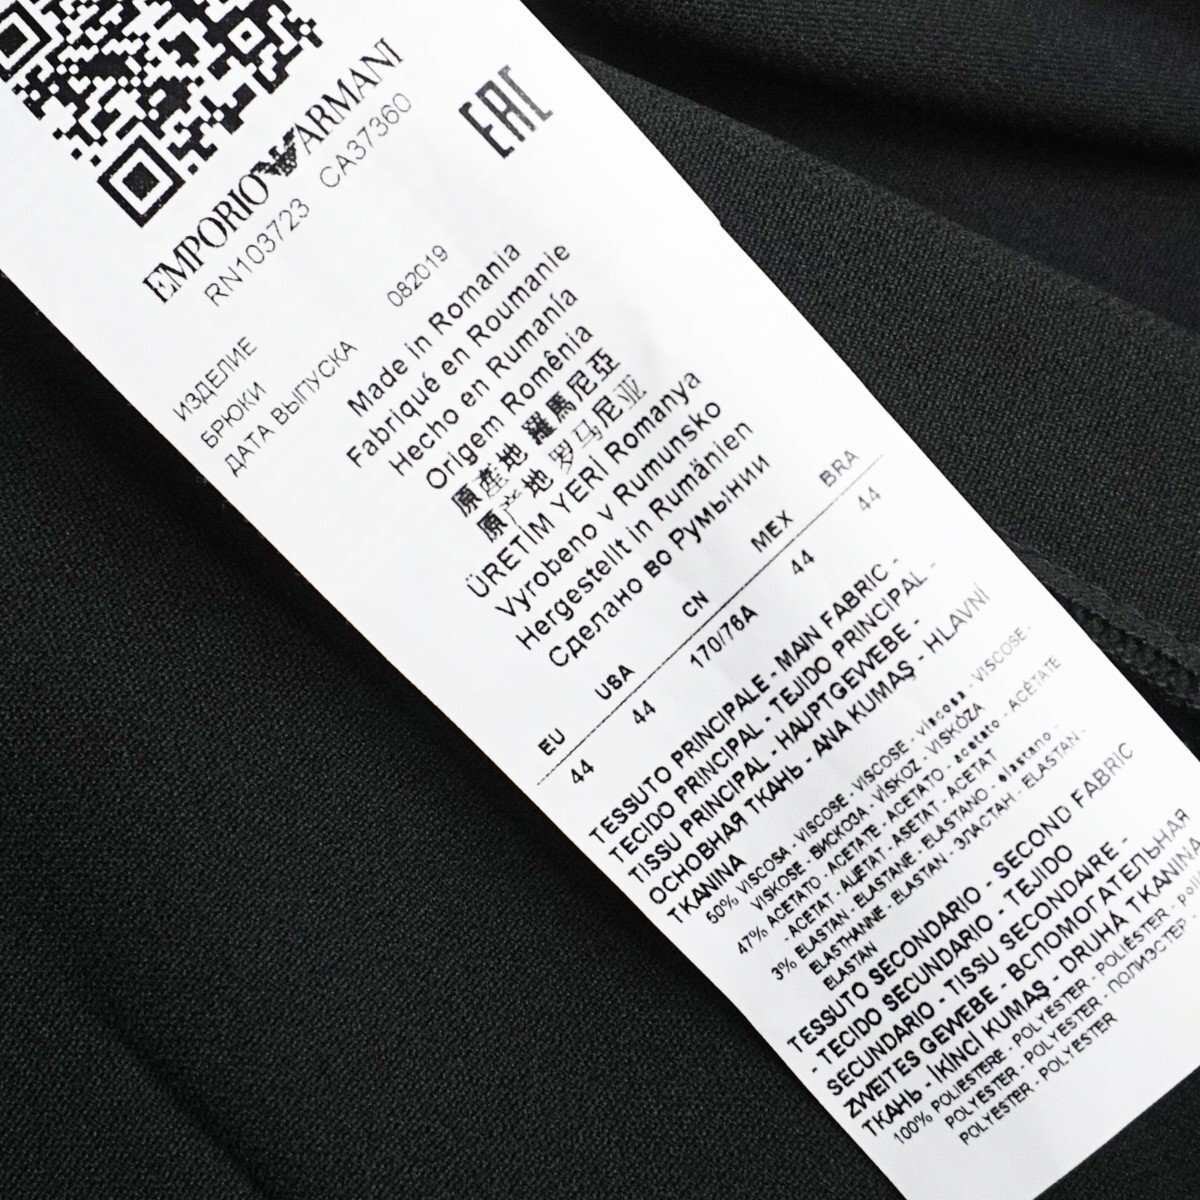 EMPORIO ARMANI
RN103723 CA37360
EAC
ИЗДЕЛИЕ
БРЮКИ
ДАТА ВЫПУСКА 082019
Made in Romania
Fabriqué en Roumanie
Hecho en Rumanía
Origem Romênia
原產地 羅馬尼亞
原产地 罗马尼亚
ÜRETİM YERİ Romanya
Vyrobeno v Rumunsko
Hergestellt in Rumänien
Сделано во Румынии
EU USA CN MEX BRA
44 44 170/76A 44 44
TESSUTO PRINCIPALE - MAIN FABRIC -
TECIDO PRINCIPAL - TEJIDO PRINCIPAL -
TISSU PRINCIPAL - HAUPTGEWEBE -
ОСНОВНАЯ ТКАНЬ - ANA KUMAŞ - HLAVNÍ
TKANINA
50% VISCOSA - VISCOSE - VISCOSE - viscosa - VISCOSE -
VISKOSE - ВИСКОЗА - VİSKOZ - VISKÓZA
47% ACETATO - ACETATE - ACETATO - acetato - ACÉTATE
- ACETAT - АЦЕТАТ - ASETAT - ACETÁT
3% ELASTAN - ELASTANE - ELASTANO - elastano -
ELASTHANNE - ELASTAN - ЭЛАСТАН - ELASTAN -
ELASTAN
TESSUTO SECONDARIO - SECOND FABRIC
- TECIDO SECUNDARIO - TEJIDO
SECUNDARIO - TISSU SECONDAIRE -
ZWEITES GEWEBE - ВСПОМОГАТЕЛЬНАЯ
ТКАНЬ - İKİNCİ KUMAŞ - DRUHÁ TKANINA
100% POLIESTERE - POLYESTER - POLIÉSTER -
POLYESTER - POLYESTER - ПОЛИЭСТЕР -
POLYESTER - POLYESTER